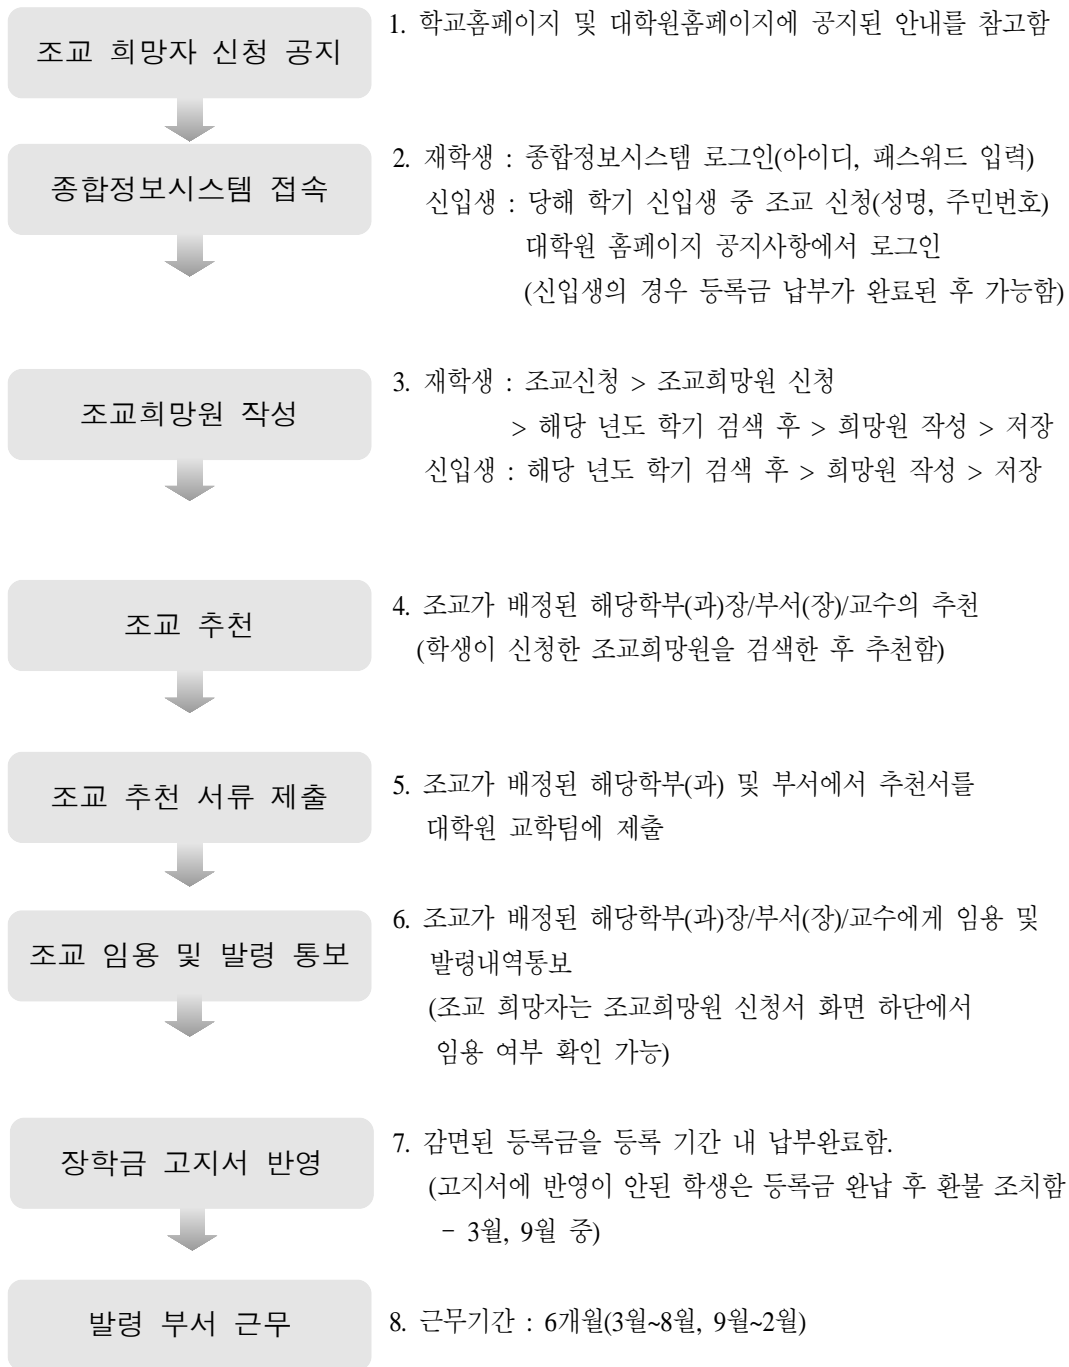 조교 희망자 신청 공지
1. 학교홈페이지 및 대학원홈페이지에 공지된 안내를 참고함
종합정보시스템 접속
2. 재학생 : 종합정보시스템 로그인(아이디, 패스워드 입력)
신입생 : 당해 학기 신입생 중 조교 신청(성명, 주민번호)
대학원 홈페이지 공지사항에서 로그인
(신입생의 경우 등록금 납부가 완료된 후 가능함)
조교희망원 작성
3. 재학생 : 조교신청 > 조교희망원 신청
> 해당 년도 학기 검색 후 > 희망원 작성 > 저장
신입생 : 해당 년도 학기 검색 후 > 희망원 작성 > 저장
조교 추천
4. 조교가 배정된 해당학부(과)장/부서(장)/교수의 추천
(학생이 신청한 조교희망원을 검색한 후 추천함)
조교 추천 서류 제출
5. 조교가 배정된 해당학부(과) 및 부서에서 추천서를
대학원 교학팀에 제출
조교 임용 및 발령 통보
6. 조교가 배정된 해당학부(과)장/부서(장)/교수에게 임용 및
발령내역통보
(조교 희망자는 조교희망원 신청서 화면 하단에서
임용 여부 확인 가능)
장학금 고지서 반영
7. 감면된 등록금을 등록 기간 내 납부완료함.
(고지서에 반영이 안된 학생은 등록금 완납 후 환불 조치함
- 3월, 9월 중)
발령 부서 근무
8. 근무기간 : 6개월(3월~8월, 9월~2월)